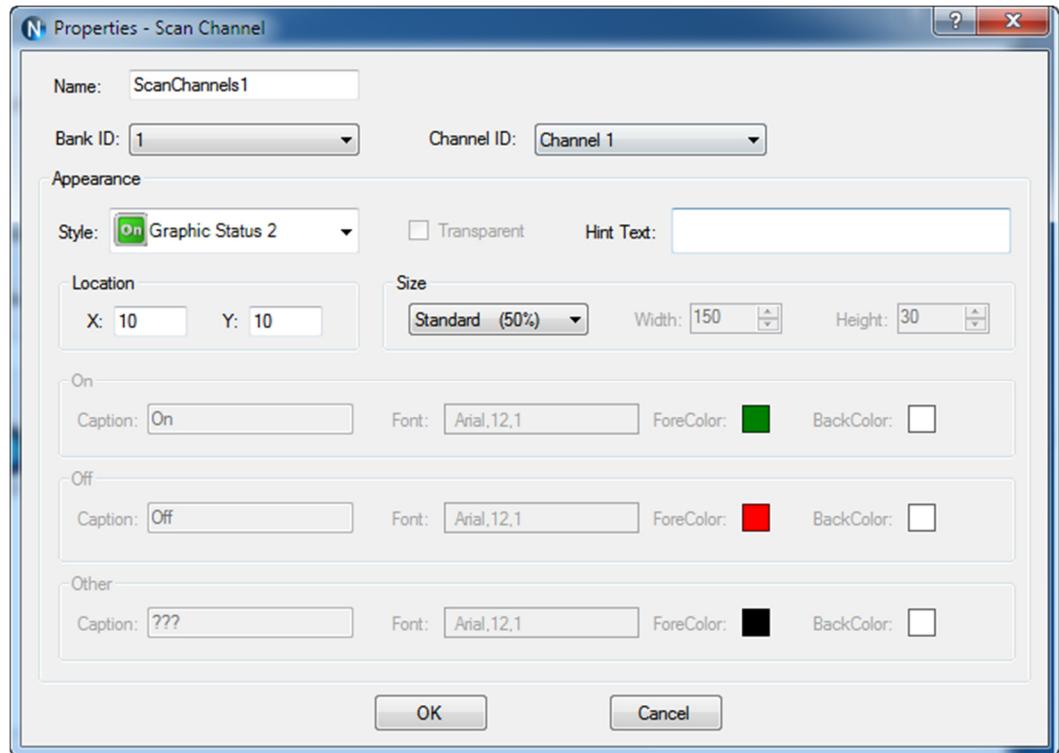 N Properties - Scan Channel ? X
Name: ScanChannels1
Bank ID: 1 Channel ID: Channel 1
Appearance
Style: On Graphic Status 2 Transparent Hint Text:
Location Size
X: 10 Y: 10 Standard (50%) Width: 150 Height: 30
On
Caption: On Font: Arial,12,1 ForeColor: BackColor:
Off
Caption: Off Font: Arial,12,1 ForeColor: BackColor:
Other
Caption: ??? Font: Arial,12,1 ForeColor: BackColor:
OK Cancel